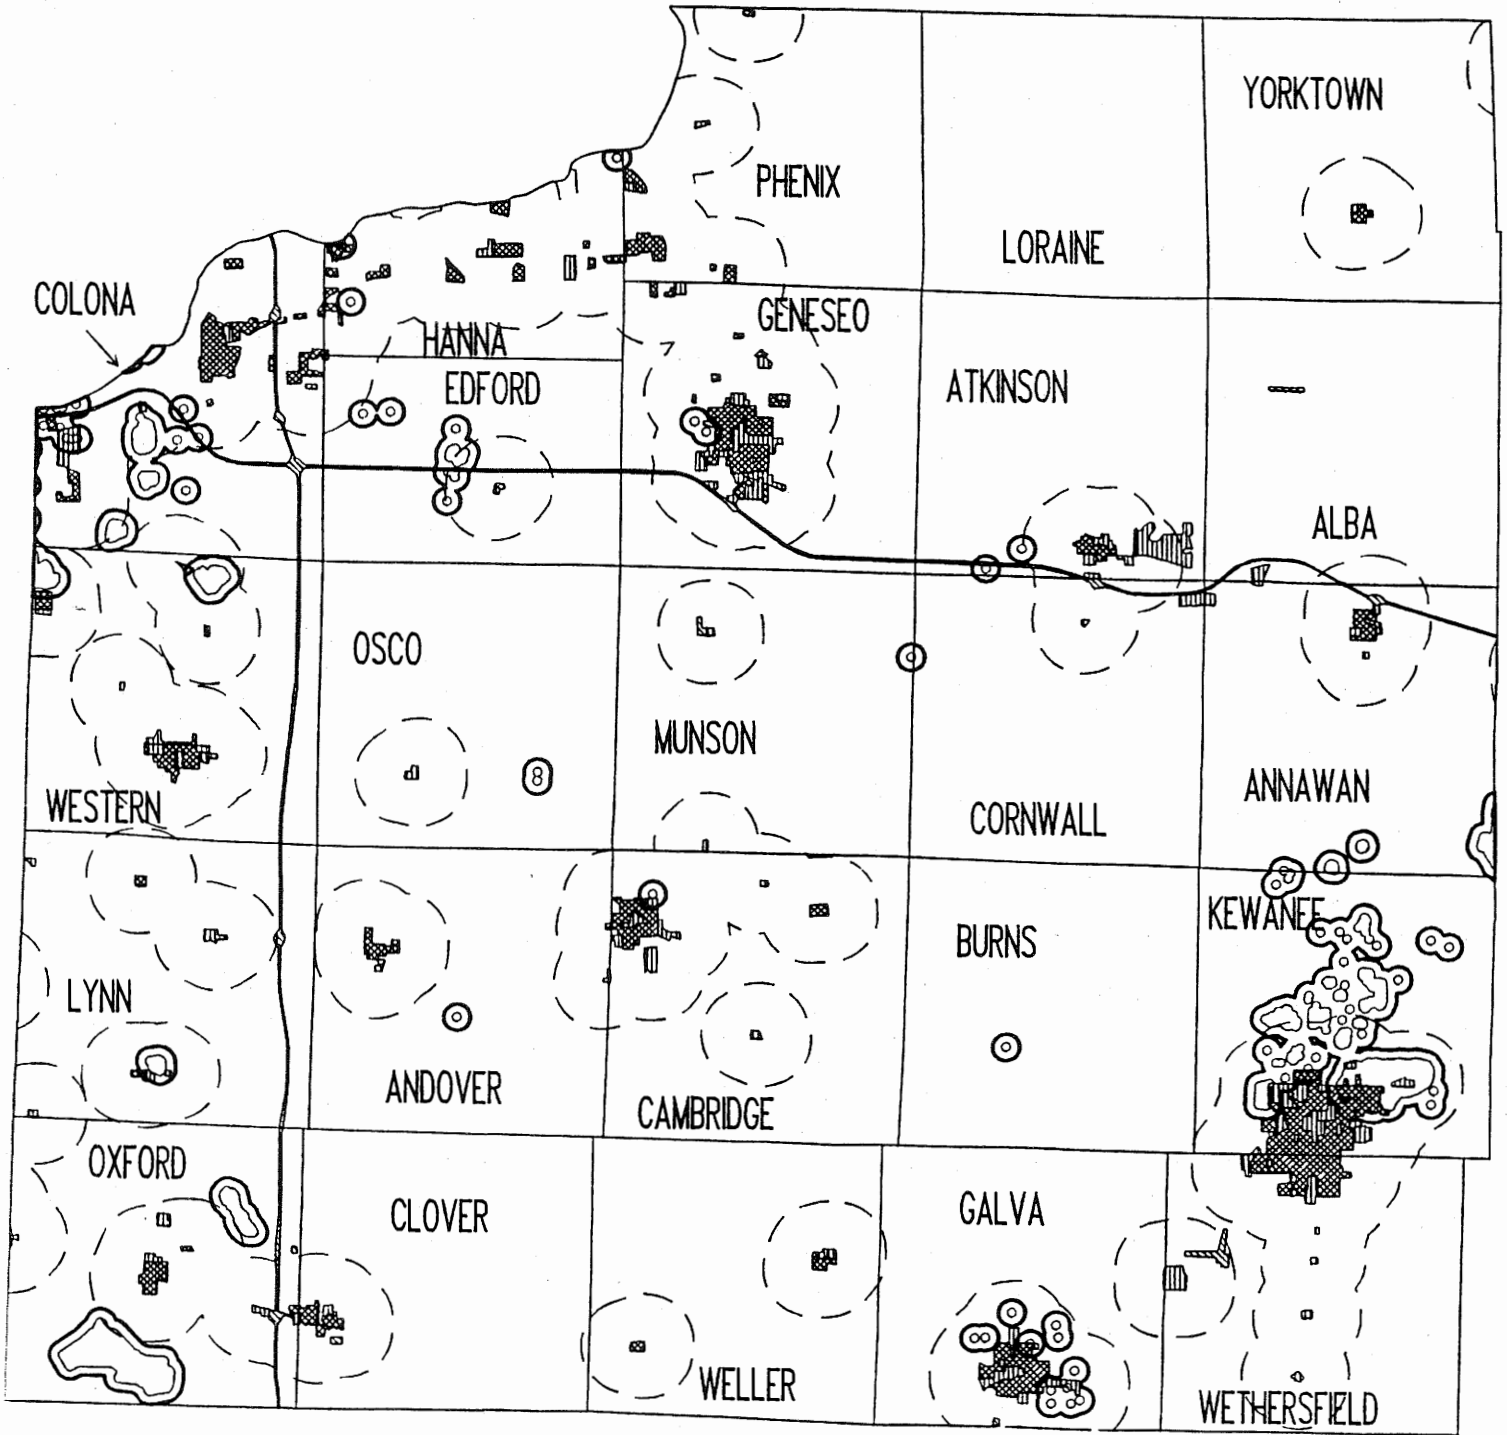 YORKTOWN
PHENIX
LORAINE
COLONA
GENESEO
HANNA
EDFORD
ATKINSON
ALBA
OSCO
MUNSON
ANNAWAN
WESTERN
CORNWALL
KEWANEE
BURNS
LYNN
ANDOVER
CAMBRIDGE
OXFORD
CLOVER
GALVA
WELLER
WETHERSFIELD